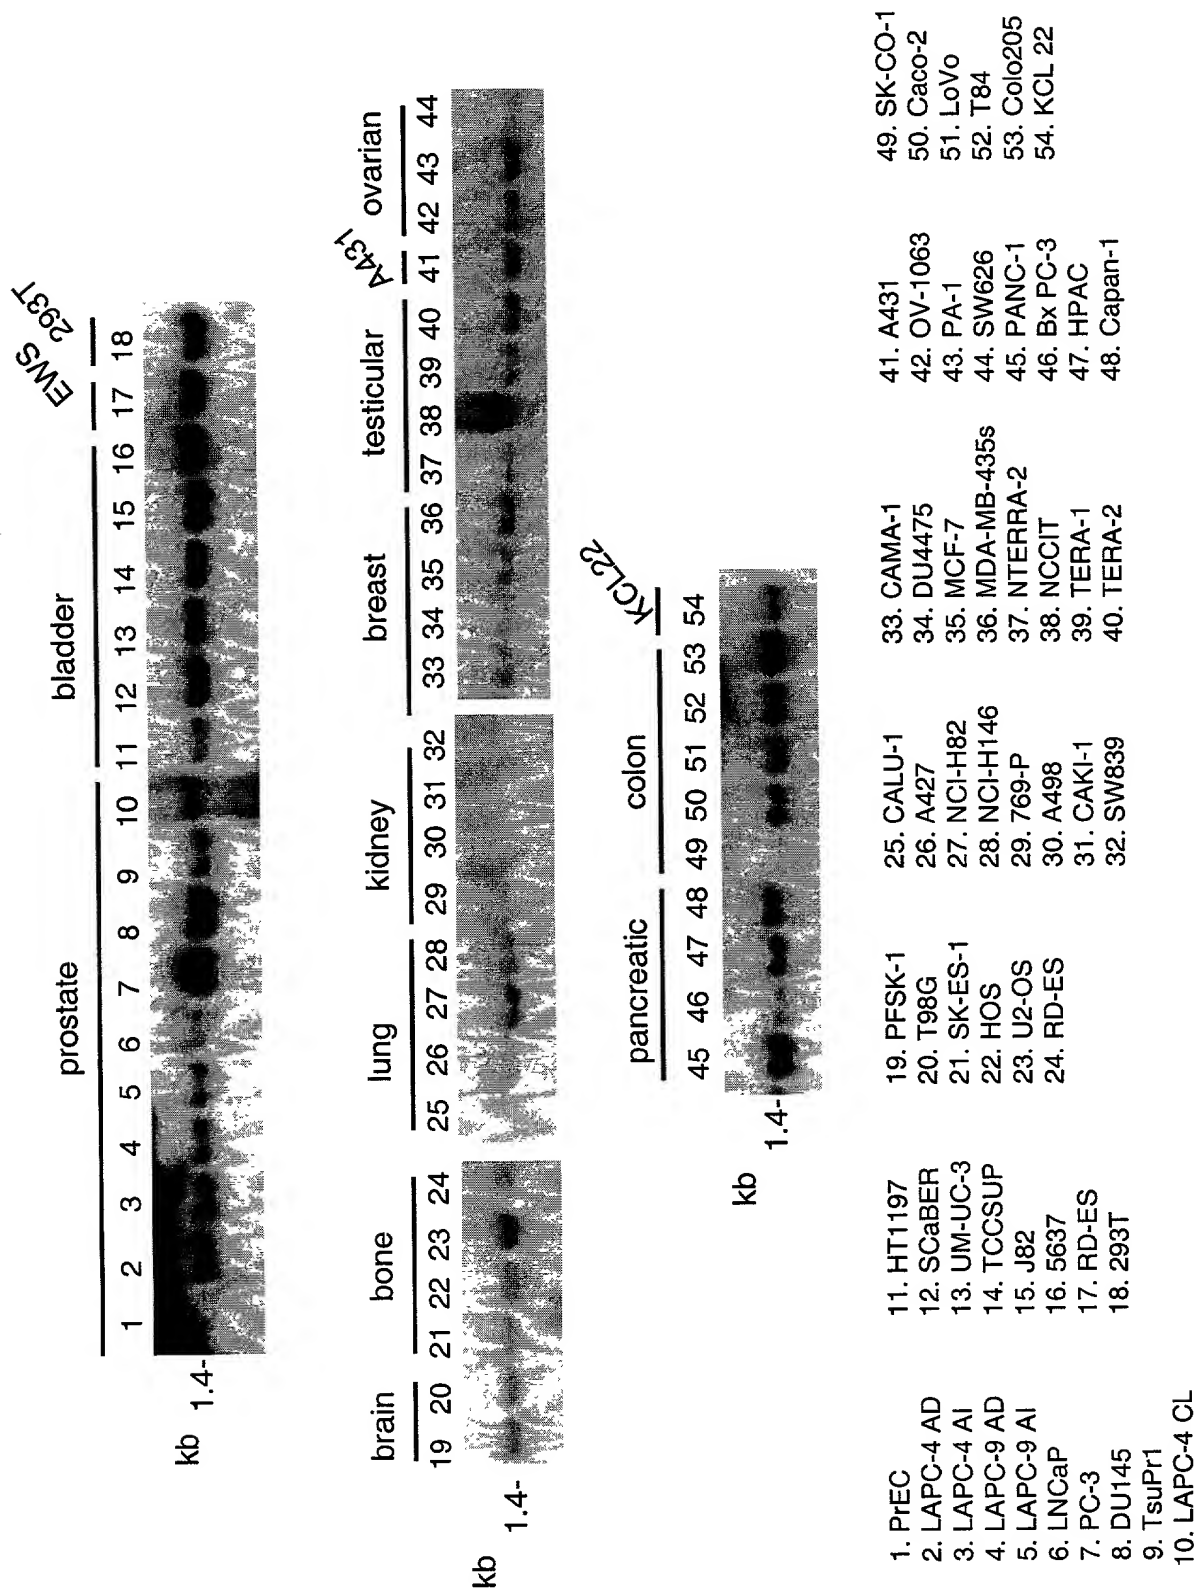 prostate
bladder
EWS
293T
1 2 3 4 5 6 7 8 9 10 11 12 13 14 15 16 17 18
kb
1.4-
brain
bone
lung
kidney
breast
testicular
A431
ovarian
19 20 21 22 23 24 25 26 27 28 29 30 31 32 33 34 35 36 37 38 39 40 41 42 43 44
kb
1.4-
pancreatic
colon
KCL22
45 46 47 48 49 50 51 52 53 54
kb
1.4-
1. PrEC
2. LAPC-4 AD
3. LAPC-4 AI
4. LAPC-9 AD
5. LAPC-9 AI
6. LNCaP
7. PC-3
8. DU145
9. TsuPr1
10. LAPC-4 CL
11. HT1197
12. SCaBER
13. UM-UC-3
14. TCCSUP
15. J82
16. 5637
17. RD-ES
18. 293T
19. PFSK-1
20. T98G
21. SK-ES-1
22. HOS
23. U2-OS
24. RD-ES
25. CALU-1
26. A427
27. NCI-H82
28. NCI-H146
29. 769-P
30. A498
31. CAKI-1
32. SW839
33. CAMA-1
34. DU4475
35. MCF-7
36. MDA-MB-435s
37. NTERRA-2
38. NCCIT
39. TERA-1
40. TERA-2
41. A431
42. OV-1063
43. PA-1
44. SW626
45. PANC-1
46. Bx PC-3
47. HPAC
48. Capan-1
49. SK-CO-1
50. Caco-2
51. LoVo
52. T84
53. Colo205
54. KCL 22